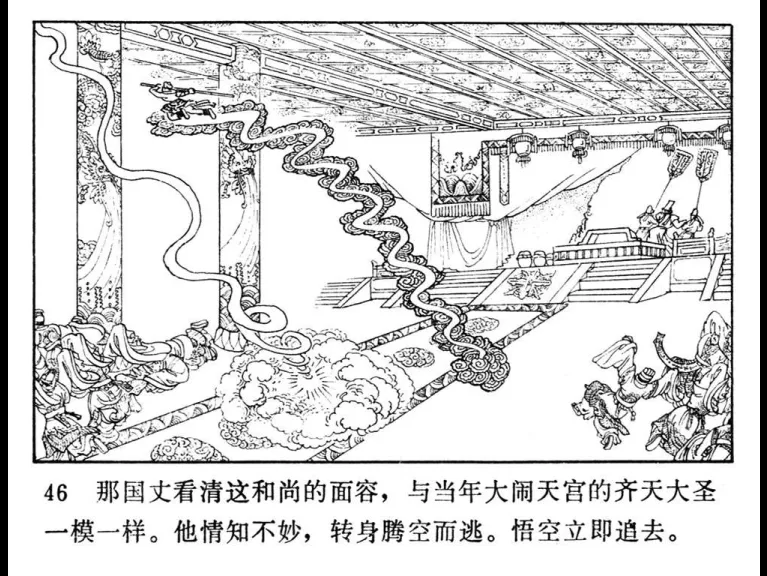 46 那国丈看清这和尚的面容，与当年大闹天宫的齐天大圣
一模一样。他情知不妙，转身腾空而逃。悟空立即追去。